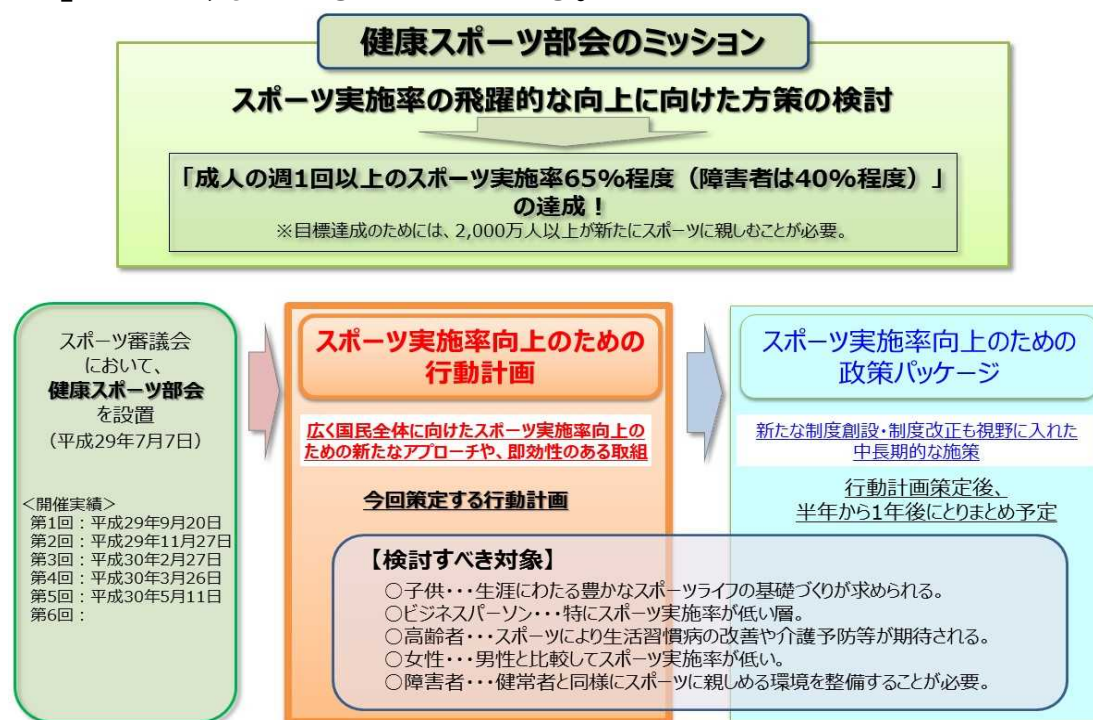 健康スポーツ部会のミッション
スポーツ実施率の飛躍的な向上に向けた方策の検討
「成人の週1回以上のスポーツ実施率65%程度（障害者は40%程度）」
の達成！
※目標達成のためには、2,000万人以上が新たにスポーツに親しむことが必要。
スポーツ審議会
において、
健康スポーツ部会
を設置
（平成29年7月7日）
＜開催実績＞
第1回：平成29年9月20日
第2回：平成29年11月27日
第3回：平成30年2月27日
第4回：平成30年3月26日
第5回：平成30年5月11日
第6回：
スポーツ実施率向上のための
行動計画
広く国民全体に向けたスポーツ実施率向上の
ための新たなアプローチや、即効性のある取組
今回策定する行動計画
スポーツ実施率向上のための
政策パッケージ
新たな制度創設・制度改正も視野に入れた
中長期的な施策
行動計画策定後、
半年から1年後にとりまとめ予定
【検討すべき対象】
○子供・・・生涯にわたる豊かなスポーツライフの基礎づくりが求められる。
○ビジネスパーソン・・・特にスポーツ実施率が低い層。
○高齢者・・・スポーツにより生活習慣病の改善や介護予防等が期待される。
○女性・・・男性と比較してスポーツ実施率が低い。
○障害者・・・健常者と同様にスポーツに親しめる環境を整備することが必要。